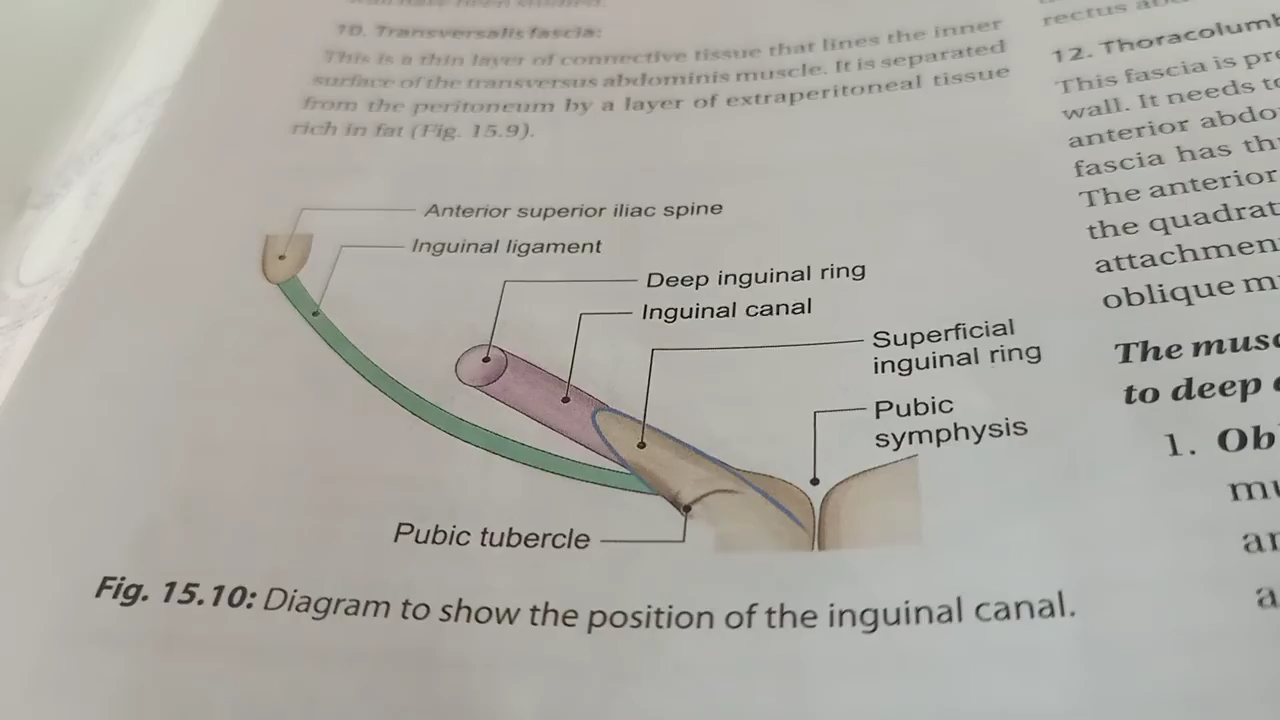 10. Transversalis fascia:
This is a thin layer of connective tissue that lines the inner
surface of the transversus abdominis muscle. It is separated
from the peritoneum by a layer of extraperitoneal tissue
rich in fat (Fig. 15.9).
Anterior superior iliac spine
Inguinal ligament
Deep inguinal ring
Inguinal canal
Superficial
inguinal ring
Pubic
symphysis
Pubic tubercle
Fig. 15.10: Diagram to show the position of the inguinal canal.
rectus
12. Thoracolumb
This fascia is pr
wall. It needs to
anterior abdo
fascia has th
The anterior
the quadrat
attachmen
oblique m
The musc
to deep
1. Ob
mu
ar
a